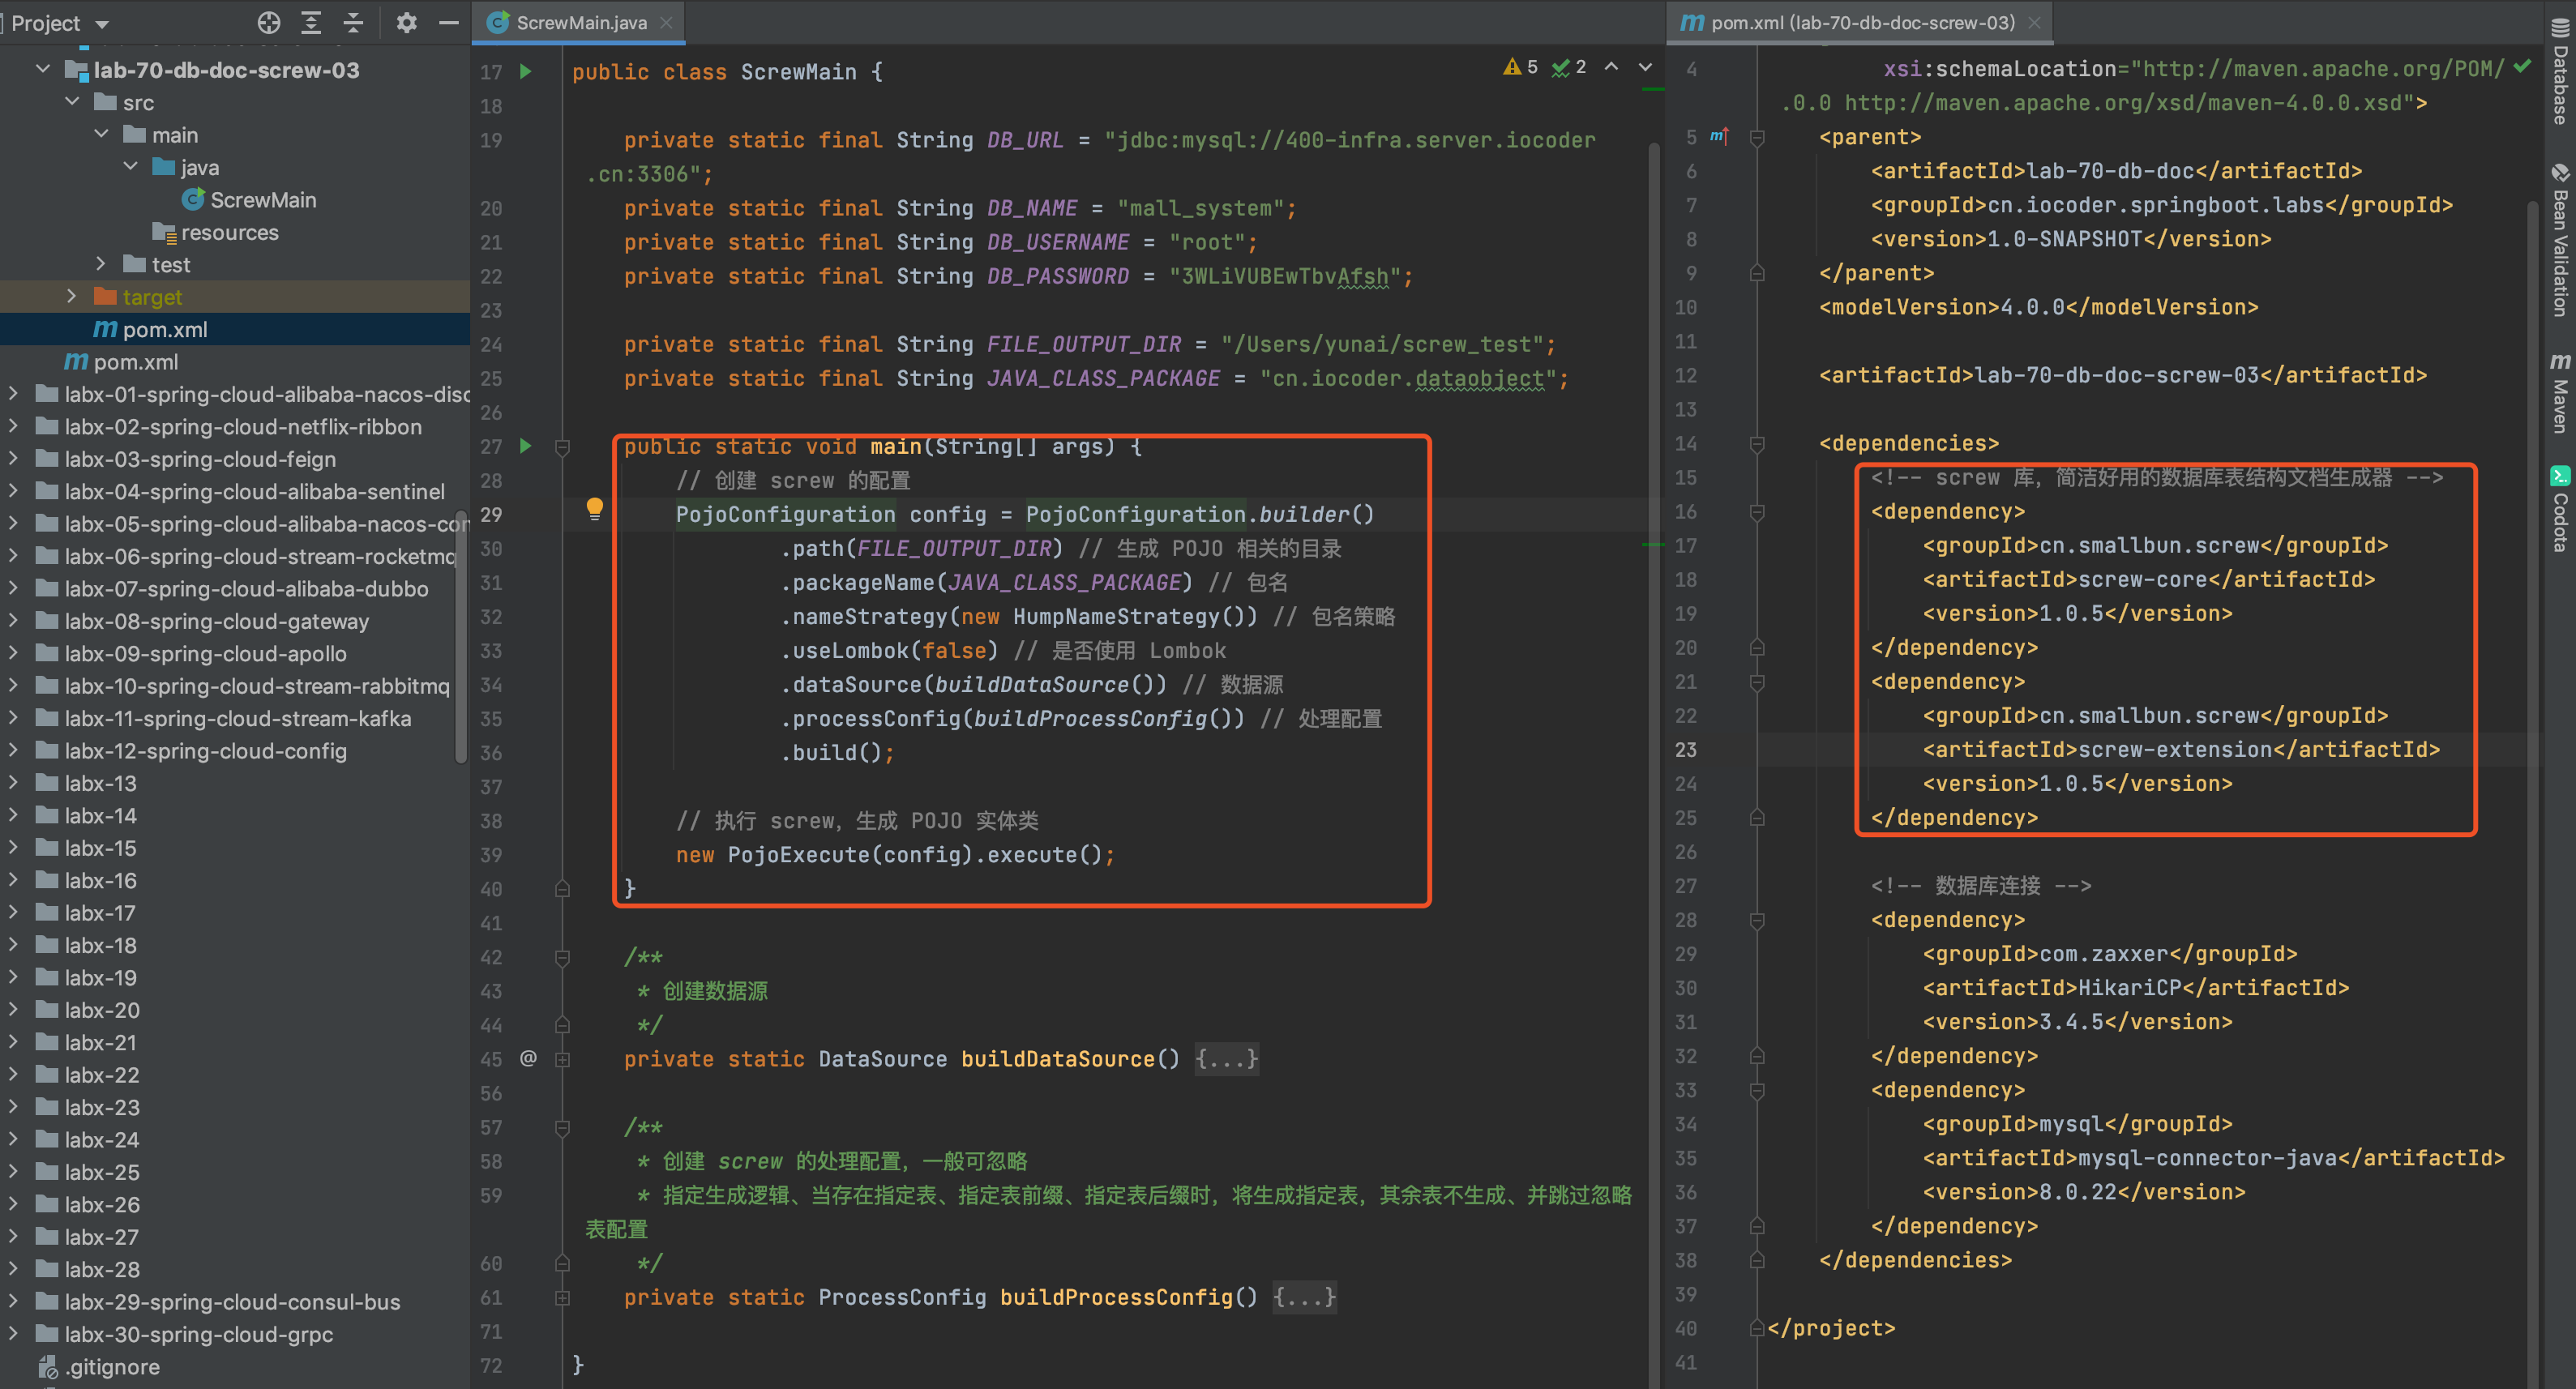 Project
lab-70-db-doc-screw-03
src
main
java
ScrewMain
resources
test
target
pom.xml
pom.xml
labx-01-spring-cloud-alibaba-nacos-disc
labx-02-spring-cloud-netflix-ribbon
labx-03-spring-cloud-feign
labx-04-spring-cloud-alibaba-sentinel
labx-05-spring-cloud-alibaba-nacos-con
labx-06-spring-cloud-stream-rocketmq
labx-07-spring-cloud-alibaba-dubbo
labx-08-spring-cloud-gateway
labx-09-spring-cloud-apollo
labx-10-spring-cloud-stream-rabbitmq
labx-11-spring-cloud-stream-kafka
labx-12-spring-cloud-config
labx-13
labx-14
labx-15
labx-16
labx-17
labx-18
labx-19
labx-20
labx-21
labx-22
labx-23
labx-24
labx-25
labx-26
labx-27
labx-28
labx-29-spring-cloud-consul-bus
labx-30-spring-cloud-grpc
.gitignore
ScrewMain.java
5 2
17 public class ScrewMain {
18
19 private static final String DB_URL = "jdbc:mysql://400-infra.server.iocoder
.cn:3306";
20 private static final String DB_NAME = "mall_system";
21 private static final String DB_USERNAME = "root";
22 private static final String DB_PASSWORD = "3WLiVUBEwTbvAfsh";
23
24 private static final String FILE_OUTPUT_DIR = "/Users/yunai/screw_test";
25 private static final String JAVA_CLASS_PACKAGE = "cn.iocoder.dataobject";
26
27 public static void main(String[] args) {
28 // 创建 screw 的配置
29 PojoConfiguration config = PojoConfiguration.builder()
30 .path(FILE_OUTPUT_DIR) // 生成 POJO 相关的目录
31 .packageName(JAVA_CLASS_PACKAGE) // 包名
32 .nameStrategy(new HumpNameStrategy()) // 包名策略
33 .useLombok(false) // 是否使用 Lombok
34 .dataSource(buildDataSource()) // 数据源
35 .processConfig(buildProcessConfig()) // 处理配置
36 .build();
37
38 // 执行 screw，生成 POJO 实体类
39 new PojoExecute(config).execute();
40 }
41
42 /**
43 * 创建数据源
44 */
45 @ private static DataSource buildDataSource() {...}
56
57 /**
58 * 创建 screw 的处理配置，一般可忽略
59 * 指定生成逻辑、当存在指定表、指定表前缀、指定表后缀时，将生成指定表，其余表不生成、并跳过忽略
表配置
60 */
61 private static ProcessConfig buildProcessConfig() {...}
71
72 }
pom.xml (lab-70-db-doc-screw-03)
4 xsi:schemaLocation="http://maven.apache.org/POM/
.0.0 http://maven.apache.org/xsd/maven-4.0.0.xsd">
5 <parent>
6 <artifactId>lab-70-db-doc</artifactId>
7 <groupId>cn.iocoder.springboot.labs</groupId>
8 <version>1.0-SNAPSHOT</version>
9 </parent>
10 <modelVersion>4.0.0</modelVersion>
11
12 <artifactId>lab-70-db-doc-screw-03</artifactId>
13
14 <dependencies>
15 <!-- screw 库，简洁好用的数据库表结构文档生成器 -->
16 <dependency>
17 <groupId>cn.smallbun.screw</groupId>
18 <artifactId>screw-core</artifactId>
19 <version>1.0.5</version>
20 </dependency>
21 <dependency>
22 <groupId>cn.smallbun.screw</groupId>
23 <artifactId>screw-extension</artifactId>
24 <version>1.0.5</version>
25 </dependency>
26
27 <!-- 数据库连接 -->
28 <dependency>
29 <groupId>com.zaxxer</groupId>
30 <artifactId>HikariCP</artifactId>
31 <version>3.4.5</version>
32 </dependency>
33 <dependency>
34 <groupId>mysql</groupId>
35 <artifactId>mysql-connector-java</artifactId>
36 <version>8.0.22</version>
37 </dependency>
38 </dependencies>
39
40 </project>
41
Database
Bean Validation
Maven
Codota